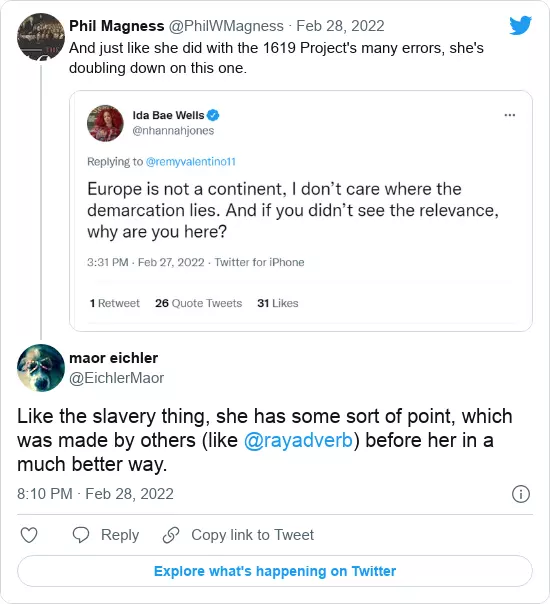 Phil Magness @PhilWMagness · Feb 28, 2022
And just like she did with the 1619 Project's many errors, she's
doubling down on this one.
Ida Bae Wells
@nhannahjones
Replying to @remyvalentino11
Europe is not a continent, I don’t care where the
demarcation lies. And if you didn’t see the relevance,
why are you here?
3:31 PM · Feb 27, 2022 · Twitter for iPhone
1 Retweet 26 Quote Tweets 31 Likes
maor eichler
@EichlerMaor
Like the slavery thing, she has some sort of point, which
was made by others (like @rayadverb) before her in a
much better way.
8:10 PM · Feb 28, 2022
Reply Copy link to Tweet
Explore what's happening on Twitter